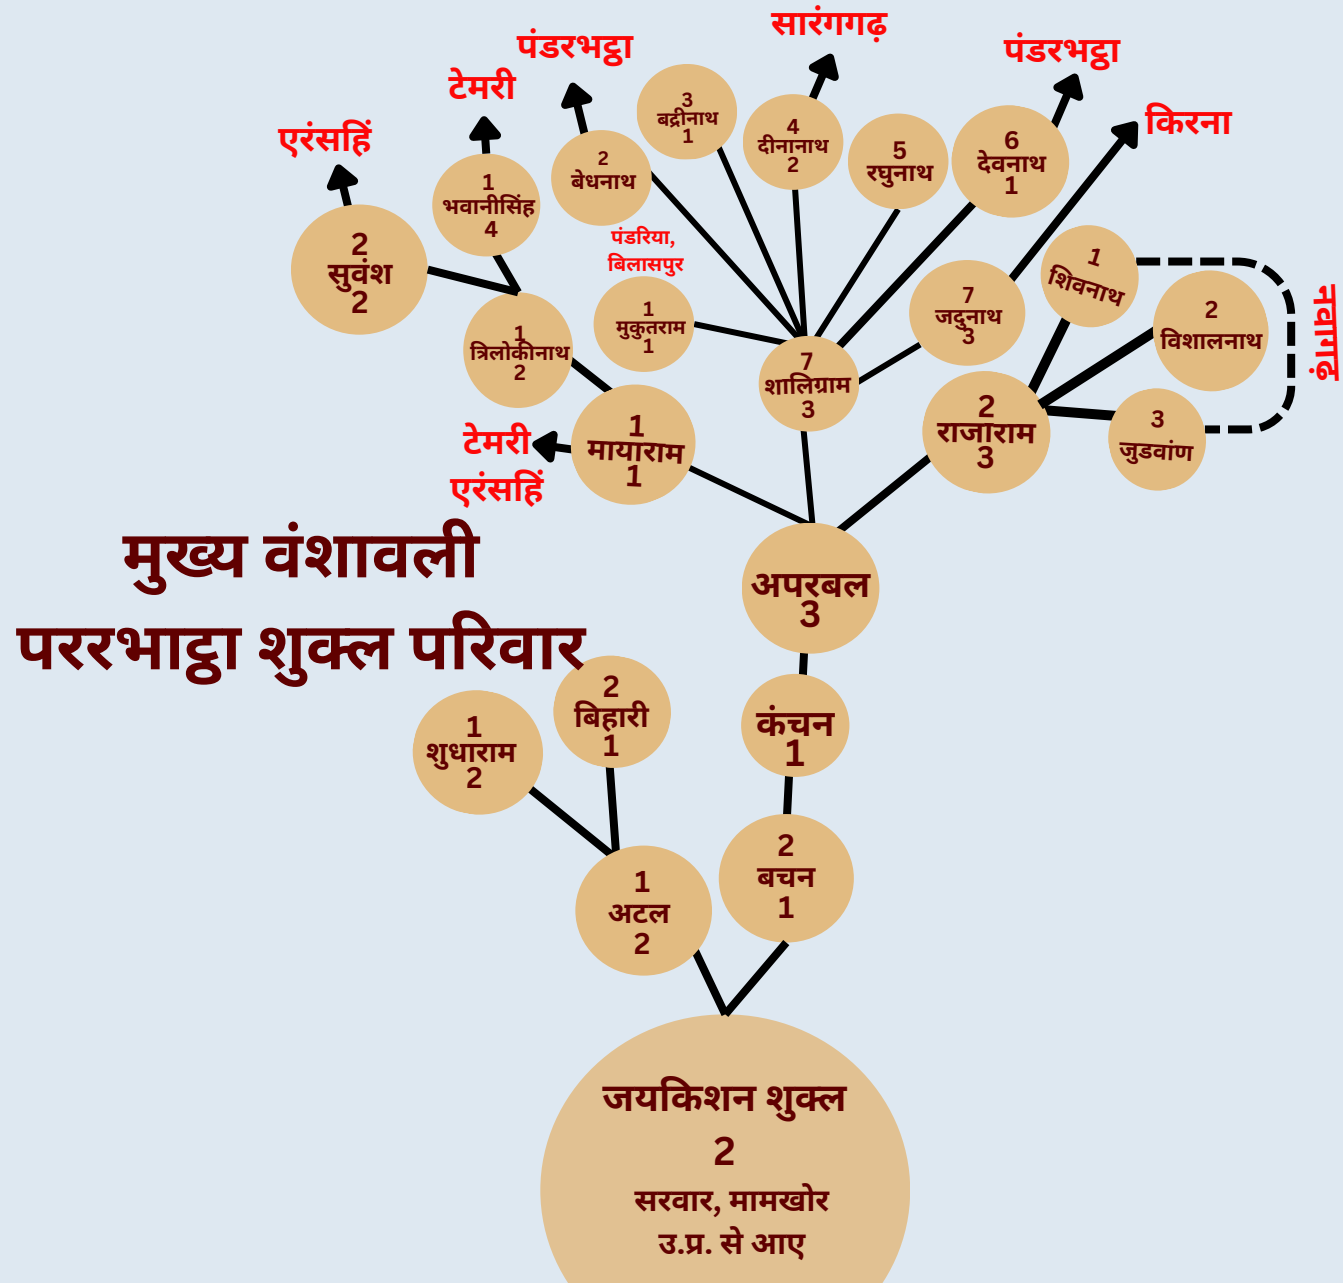 सारंगगढ़
पंडरभट्ठा
पंडरभट्ठा
टेमरी
किरना
एरंसहिं
3
बद्रीनाथ
1
4
दीनानाथ
2
5
रघुनाथ
6
देवनाथ
1
2
बेधनाथ
1
भवानीसिंह
4
2
सुवंश
2
पंडरिया,
बिलासपुर
1
शिवनाथ
2
विशालनाथ
नवागढ़
1
मुकुतराम
1
7
जदुनाथ
3
1
त्रिलोकीनाथ
2
7
शालिग्राम
3
2
राजाराम
3
3
जुडवांण
टेमरी
एरंसहिं
1
मायाराम
1
मुख्य वंशावली
पररभाट्ठा शुक्ल परिवार
अपरबल
3
2
बिहारी
1
1
शुधाराम
2
कंचन
1
2
बचन
1
1
अटल
2
जयकिशन शुक्ल
2
सरवार, मामखोर
उ.प्र. से आए